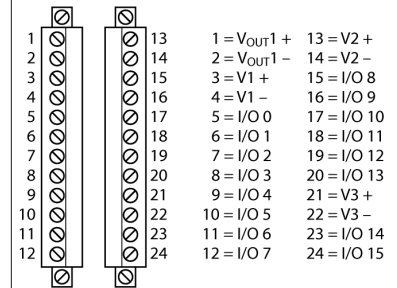 1 13 1 = VOUT1 + 13 = V2 +
2 14 2 = VOUT1 – 14 = V2 –
3 15 3 = V1 + 15 = I/O 8
4 16 4 = V1 – 16 = I/O 9
5 17 5 = I/O 0 17 = I/O 10
6 18 6 = I/O 1 18 = I/O 11
7 19 7 = I/O 2 19 = I/O 12
8 20 8 = I/O 3 20 = I/O 13
9 21 9 = I/O 4 21 = V3 +
10 22 10 = I/O 5 22 = V3 –
11 23 11 = I/O 6 23 = I/O 14
12 24 12 = I/O 7 24 = I/O 15